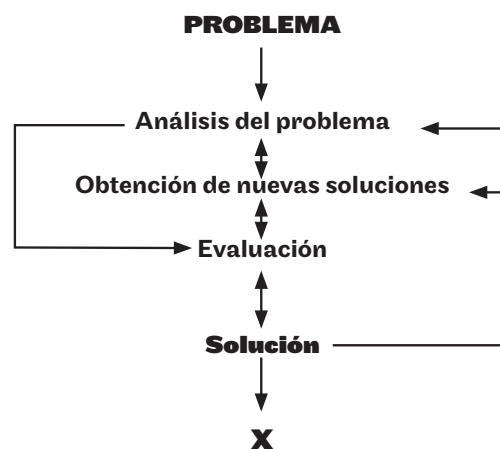 PROBLEMA
Análisis del problema
Obtención de nuevas soluciones
Evaluación
Solución
X